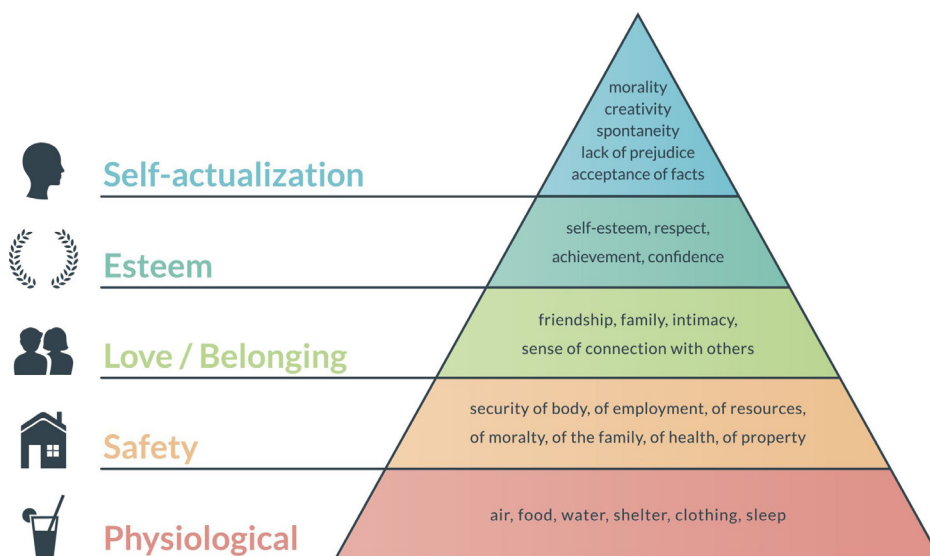 morality
creativity
spontaneity
lack of prejudice
acceptance of facts
Self-actualization
self-esteem, respect,
achievement, confidence
Esteem
friendship, family, intimacy,
sense of connection with others
Love / Belonging
security of body, of employment, of resources,
of moralty, of the family, of health, of property
Safety
air, food, water, shelter, clothing, sleep
Physiological